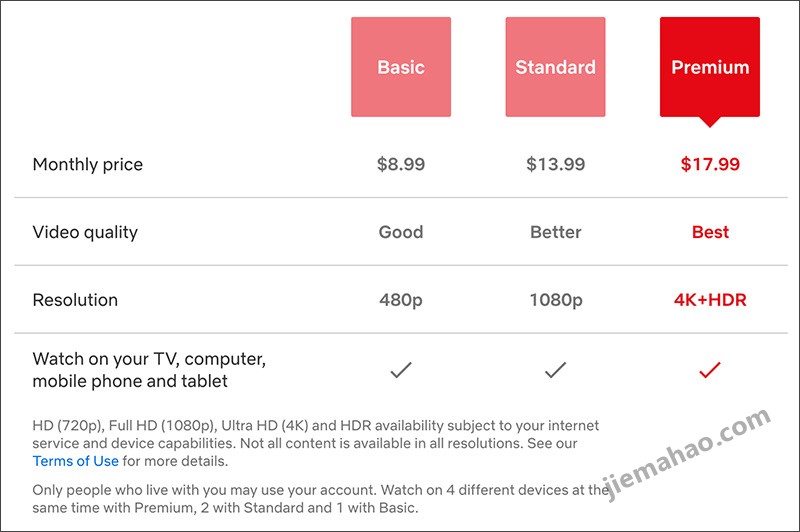 Basic Standard Premium
Monthly price $8.99 $13.99 $17.99
Video quality Good Better Best
Resolution 480p 1080p 4K+HDR
Watch on your TV, computer,
mobile phone and tablet
HD (720p), Full HD (1080p), Ultra HD (4K) and HDR availability subject to your internet
service and device capabilities. Not all content is available in all resolutions. See our
Terms of Use for more details.
Only people who live with you may use your account. Watch on 4 different devices at the
same time with Premium, 2 with Standard and 1 with Basic.
jiemahao.com